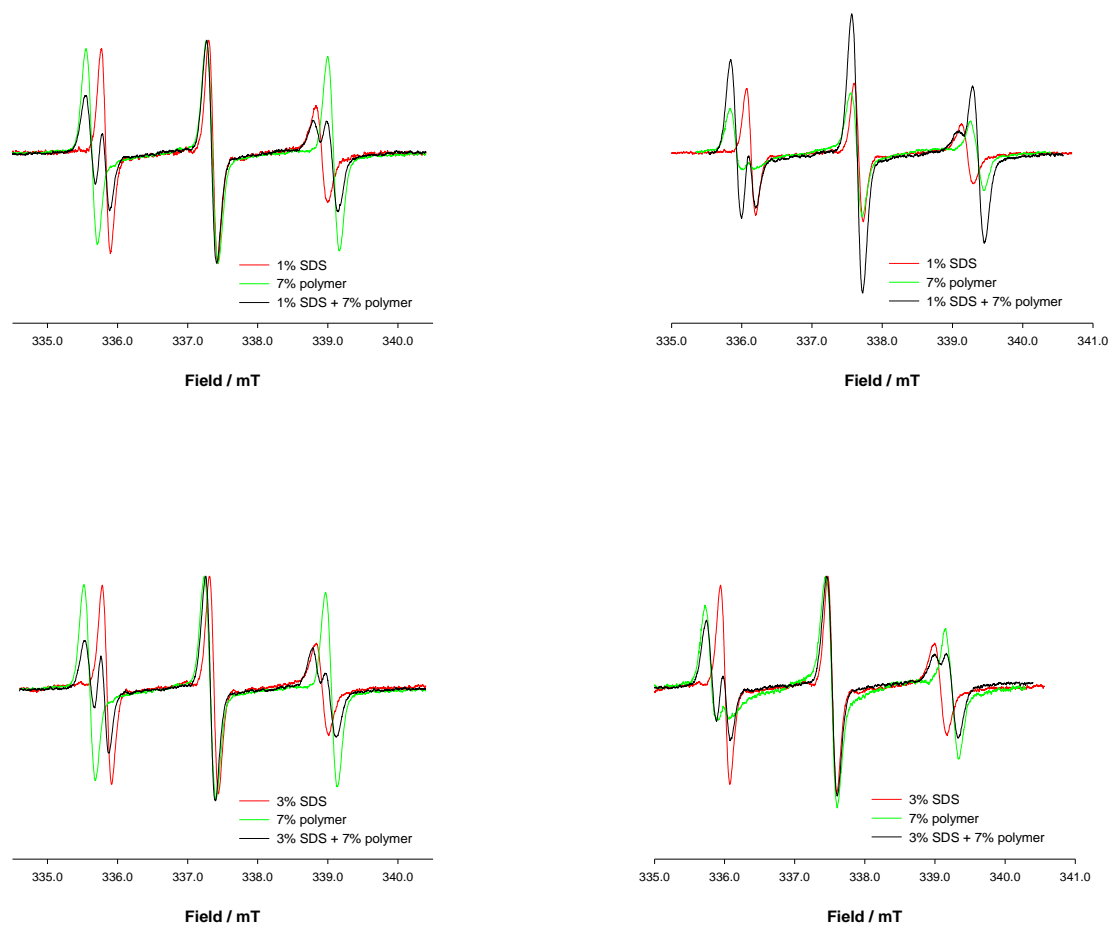 1% SDS
7% polymer
1% SDS + 7% polymer
335.0 336.0 337.0 338.0 339.0 340.0
Field / mT
1% SDS
7% polymer
1% SDS + 7% polymer
335.0 336.0 337.0 338.0 339.0 340.0 341.0
Field / mT
3% SDS
7% polymer
3% SDS + 7% polymer
335.0 336.0 337.0 338.0 339.0 340.0
Field / mT
3% SDS
7% polymer
3% SDS + 7% polymer
335.0 336.0 337.0 338.0 339.0 340.0 341.0
Field / mT